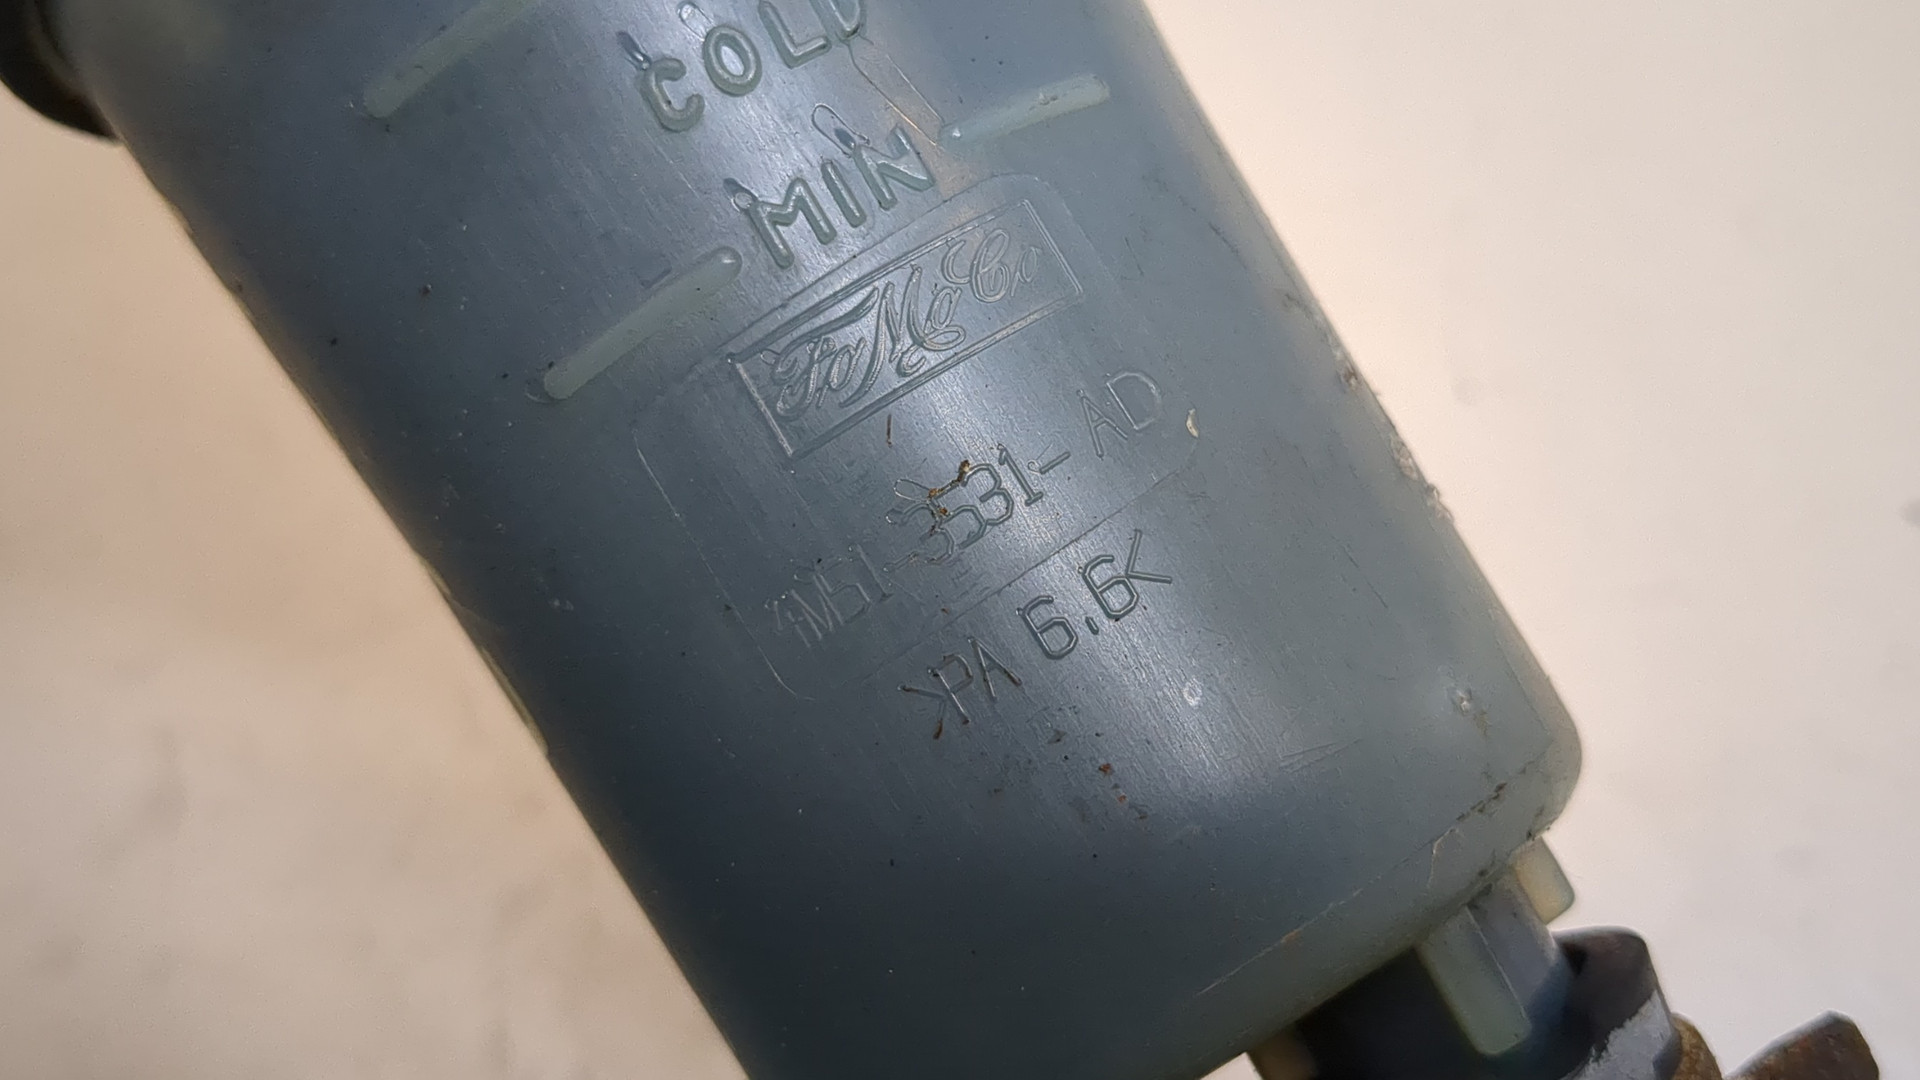 COLD
MIN
FoMoCo
4M51-3531-AD
>PA 6.6<